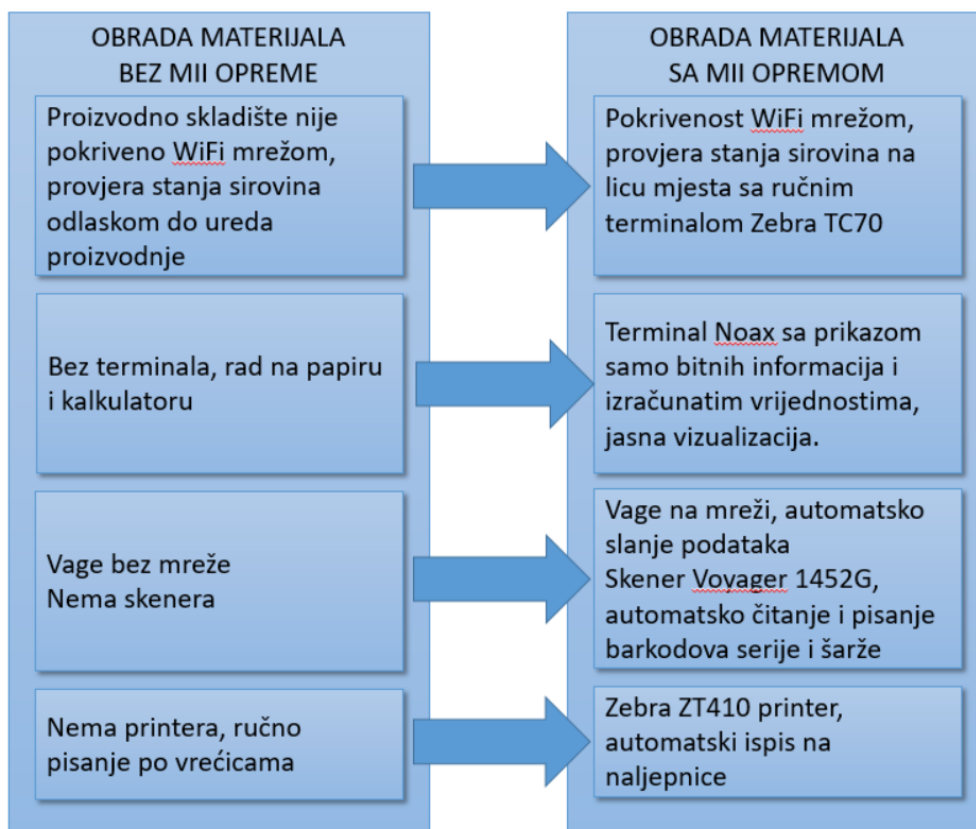 OBRADA MATERIJALA
BEZ MII OPREME
Proizvodno skladište nije
pokriveno WiFi mrežom,
provjera stanja sirovina
odlaskom do ureda
proizvodnje
Bez terminala, rad na papiru
i kalkulatoru
Vage bez mreže
Nema skenera
Nema printera, ručno
pisanje po vrećicama
OBRADA MATERIJALA
SA MII OPREMOM
Pokrivenost WiFi mrežom,
provjera stanja sirovina na
licu mjesta sa ručnim
terminalom Zebra TC70
Terminal Noax sa prikazom
samo bitnih informacija i
izračunatim vrijednostima,
jasna vizualizacija.
Vage na mreži, automatsko
slanje podataka
Skener Voyager 1452G,
automatsko čitanje i pisanje
barkodova serije i šarže
Zebra ZT410 printer,
automatski ispis na
naljepnice